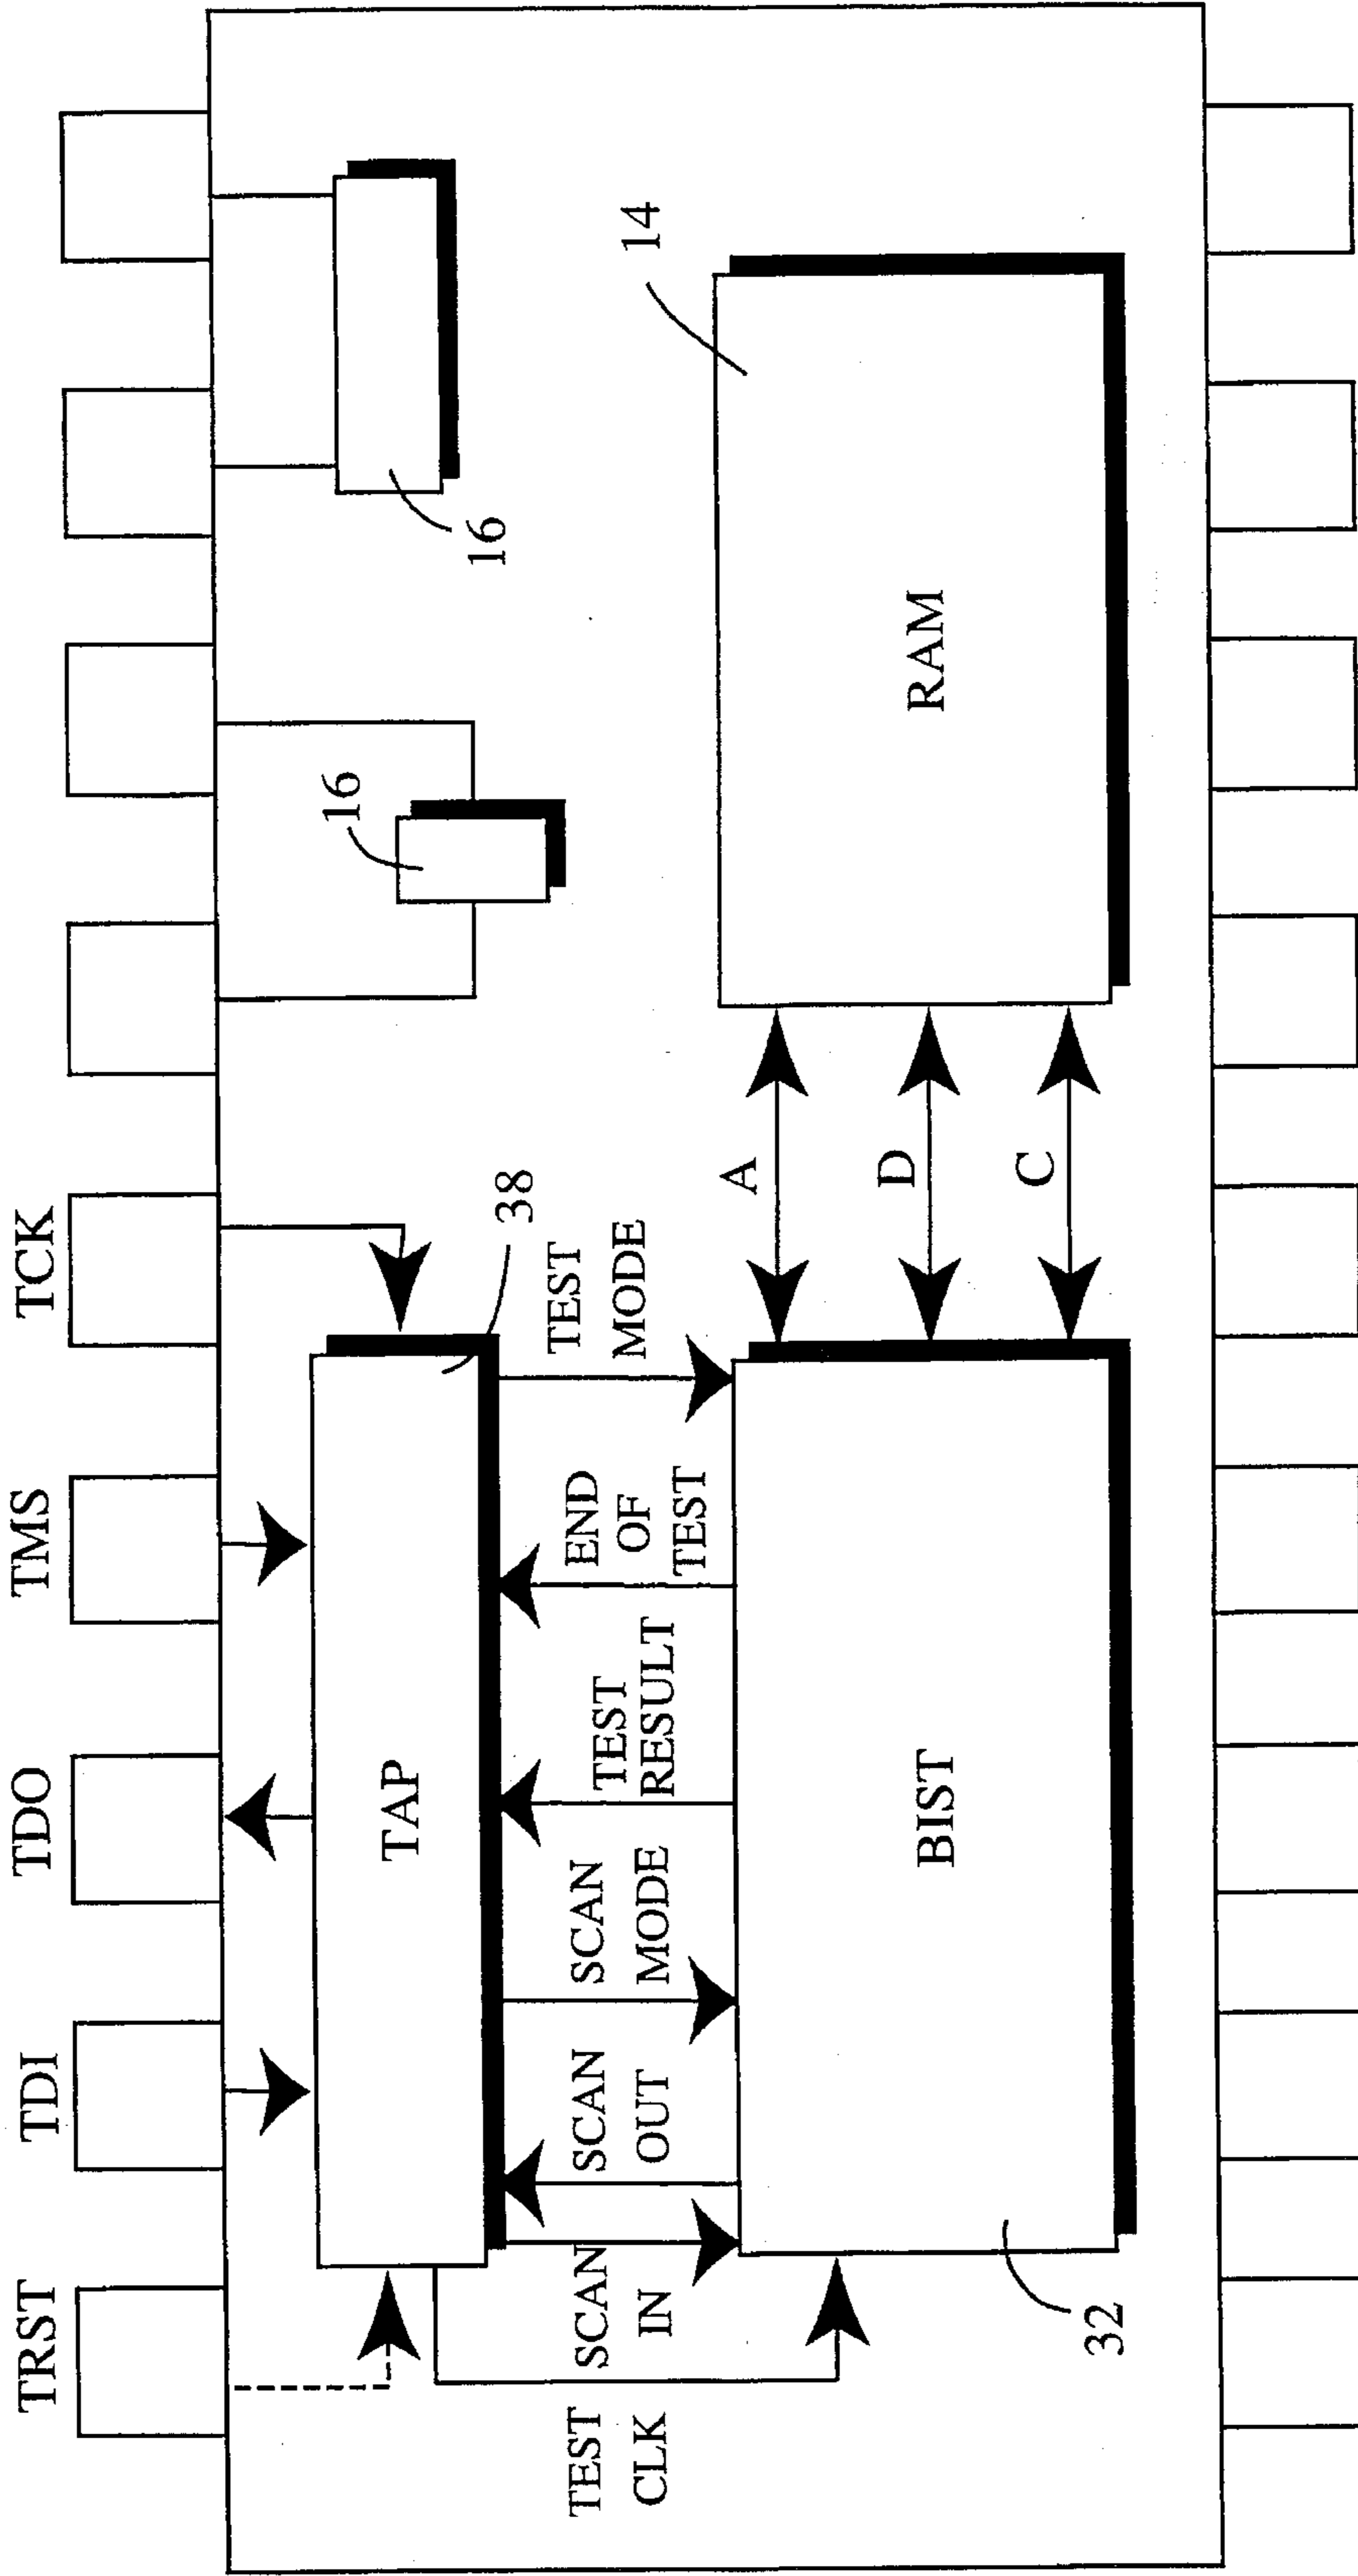 TRST
TDI
TDO
TMS
TCK
16
16
38
TAP
TEST
CLK
SCAN
IN
SCAN
OUT
SCAN
MODE
TEST
RESULT
END
OF
TEST
TEST
MODE
14
A
D
C
BIST
RAM
32